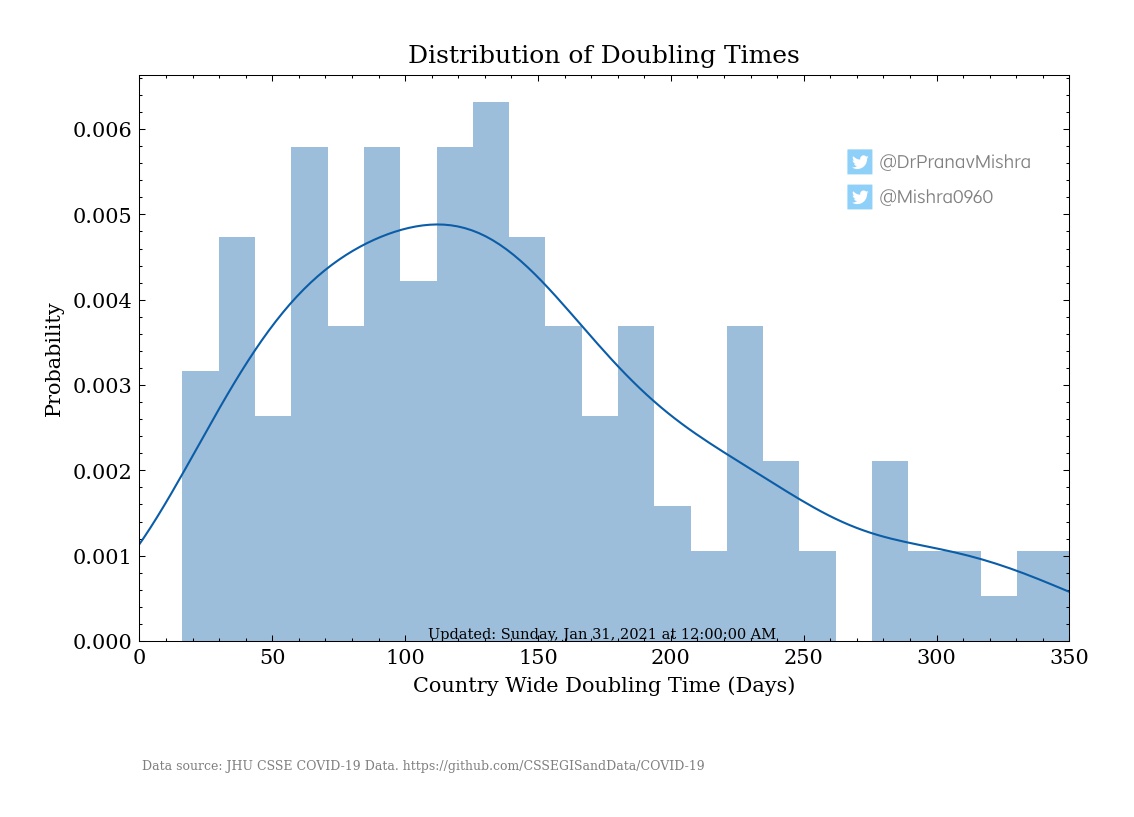 Distribution of Doubling Times
0.006
0.005
0.004
0.003
0.002
0.001
0.000
Probability
@DrPranavMishra
@Mishra0960
Updated: Sunday, Jan 31, 2021 at 12:00:00 AM
0 50 100 150 200 250 300 350
Country Wide Doubling Time (Days)
Data source: JHU CSSE COVID-19 Data. https://github.com/CSSEGISandData/COVID-19